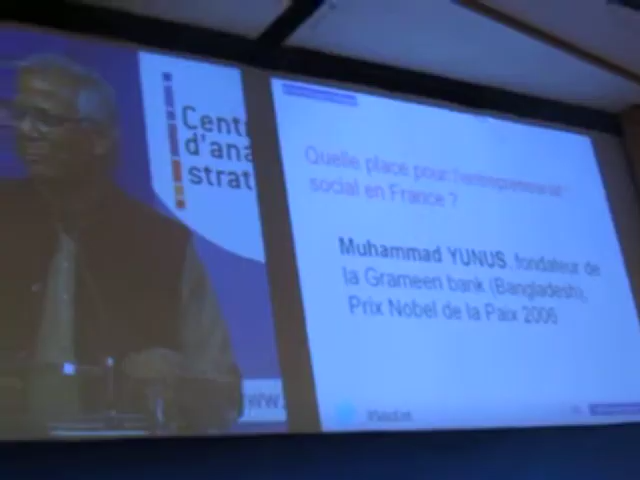 Cent
d'ana
strat
www.
Quelle place pour l'entrepreneuriat
social en France ?
Muhammad YUNUS, fondateur de
la Grameen bank (Bangladesh),
Prix Nobel de la Paix 2006